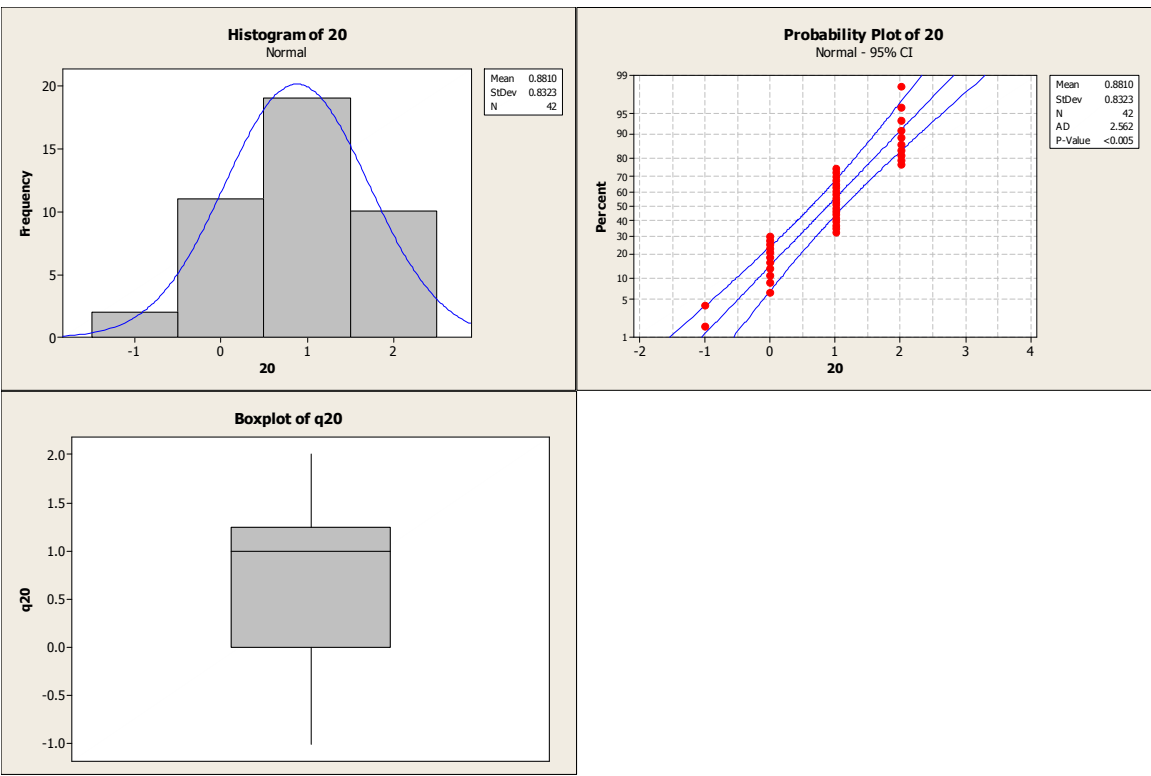 Histogram of 20
Normal
Frequency
20
15
10
5
0
-1
0
1
2
20
Mean 0.8810
StDev 0.8323
N 42
Probability Plot of 20
Normal - 95% CI
Percent
99
95
90
80
70
60
50
40
30
20
10
5
1
-2
-1
0
1
2
3
4
20
Mean 0.8810
StDev 0.8323
N 42
AD 2.562
P-Value <0.005
Boxplot of q20
q20
2.0
1.5
1.0
0.5
0.0
-0.5
-1.0